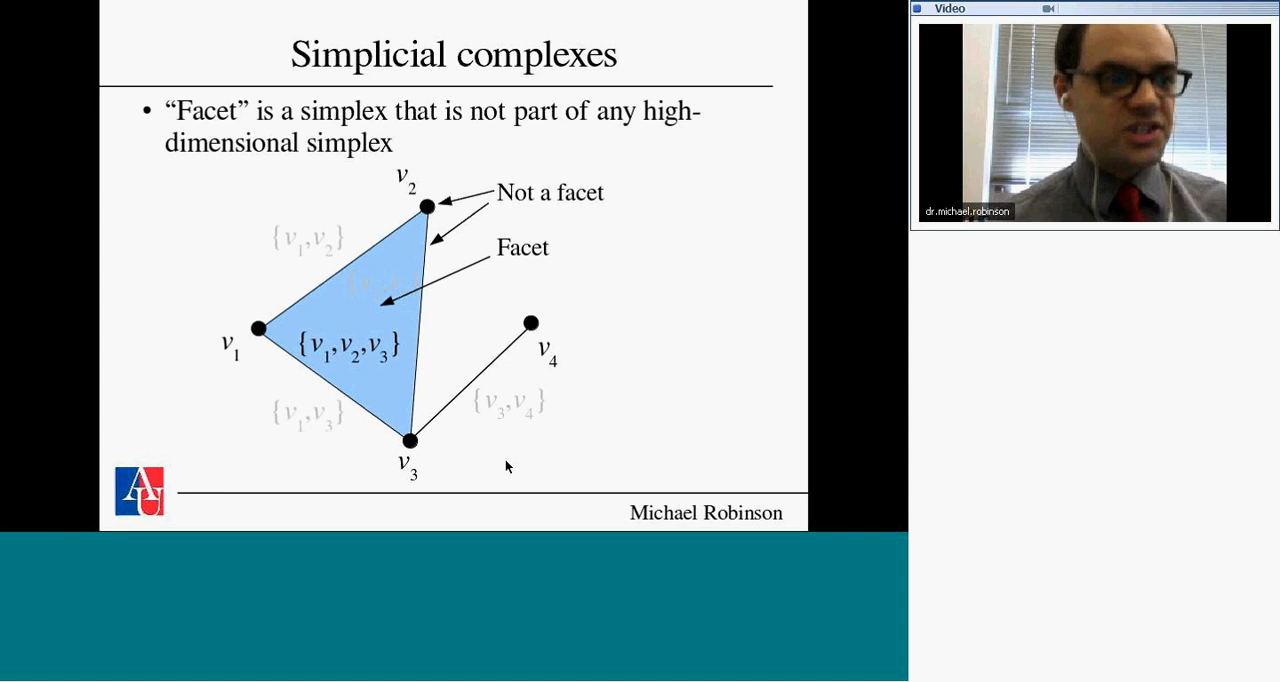 Simplicial complexes
• “Facet” is a simplex that is not part of any high-
dimensional simplex
v2
Not a facet
{v1,v2}
Facet
v1
{v1,v2,v3}
v4
{v1,v3}
{v3,v4}
v3
AU
Michael Robinson
Video
dr.michael.robinson